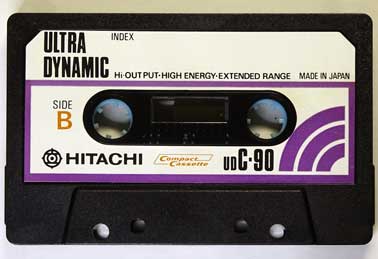 ULTRA
DYNAMIC
INDEX
Hi-OUTPUT·HIGH ENERGY·EXTENDED RANGE
MADE IN JAPAN
SIDE
B
HITACHI
Compact
Cassette
UDC-90